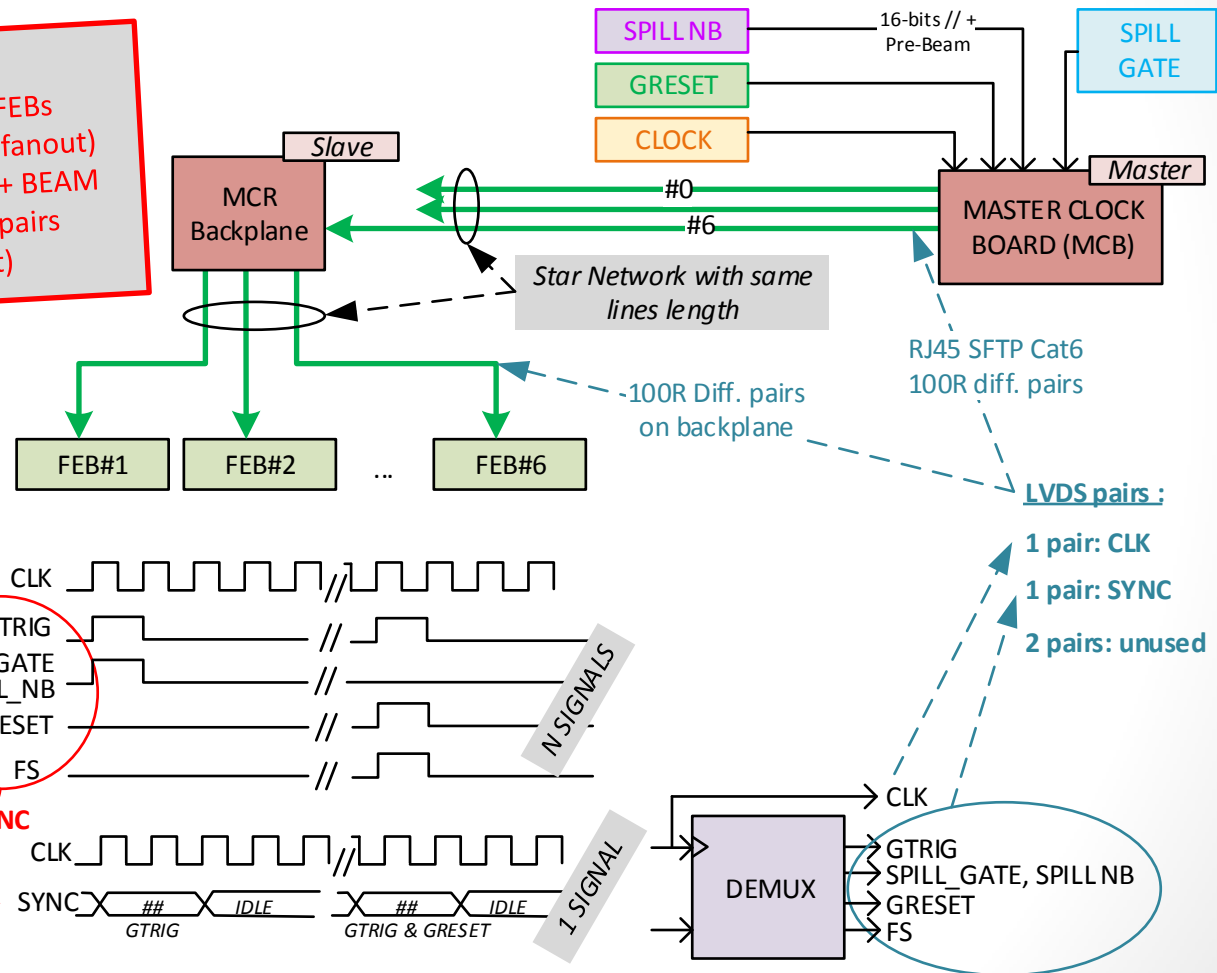 FEBs
fanout)
+ BEAM
pairs
SPILL NB
16-bits // +
Pre-Beam
SPILL
GATE
GRESET
CLOCK
Slave
MCR
Backplane
#0
#6
Master
MASTER CLOCK
BOARD (MCB)
Star Network with same
lines length
RJ45 SFTP Cat6
100R diff. pairs
100R Diff. pairs
on backplane
FEB#1
FEB#2
...
FEB#6
LVDS pairs :
1 pair: CLK
1 pair: SYNC
2 pairs: unused
CLK
TRIG
GATE
L_NB
ESET
FS
//
//
//
//
//
N SIGNALS
NC
CLK
//
SYNC
##
IDLE
##
IDLE
GTRIG
GTRIG & GRESET
1 SIGNAL
DEMUX
CLK
GTRIG
SPILL_GATE, SPILL NB
GRESET
FS